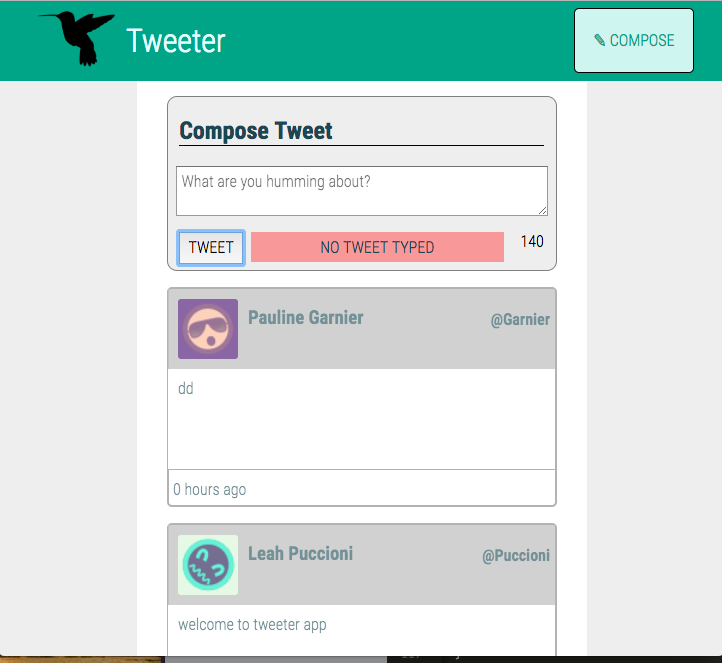 Tweeter
✎ COMPOSE
Compose Tweet
What are you humming about?
TWEET
NO TWEET TYPED
140
Pauline Garnier
@Garnier
dd
0 hours ago
Leah Puccioni
@Puccioni
welcome to tweeter app